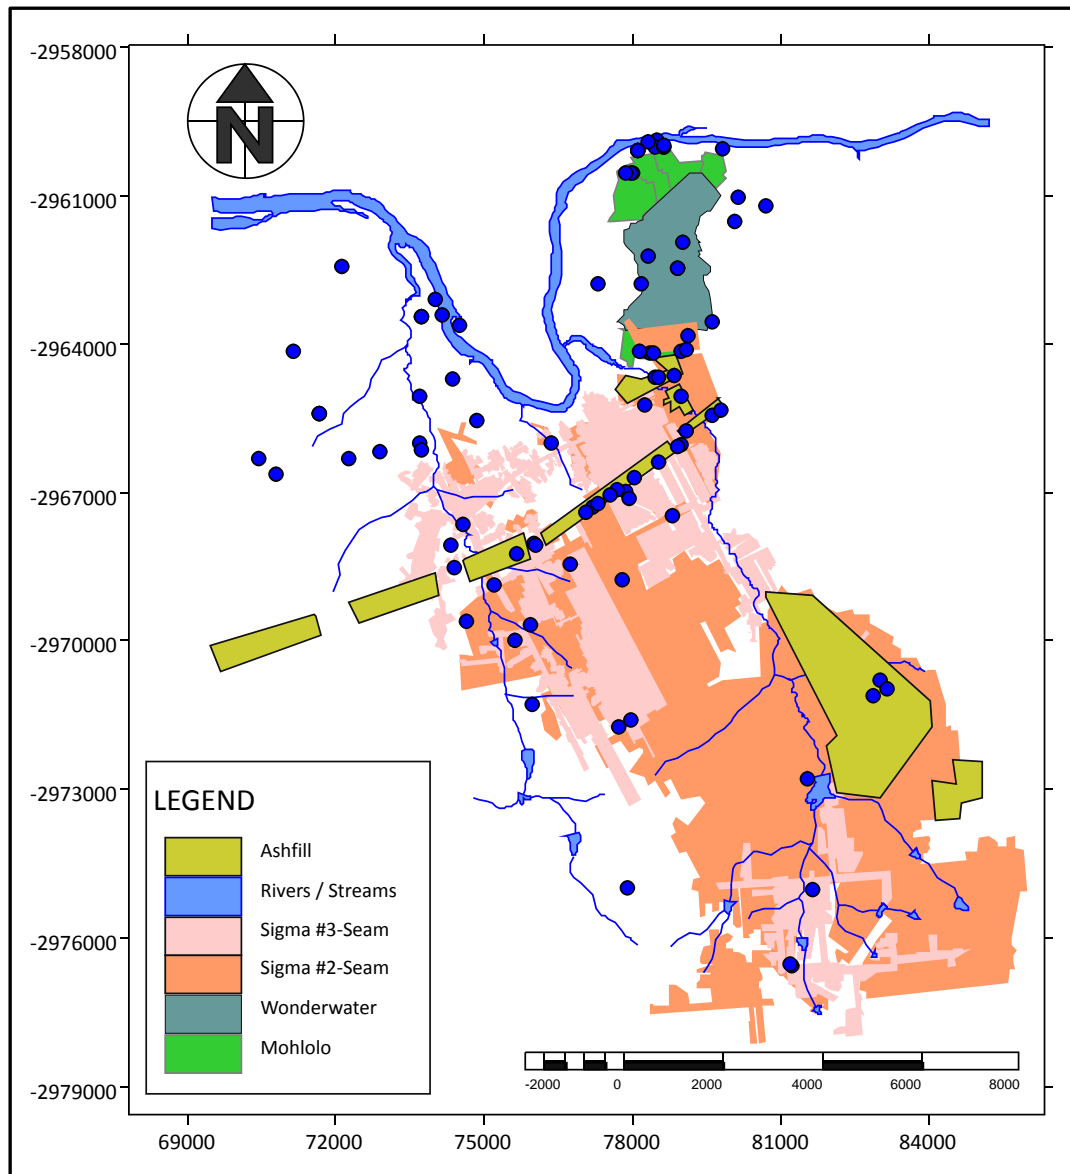 -2958000
N
-2961000
-2964000
-2967000
-2970000
-2973000
-2976000
-2979000
LEGEND
Ashfill
Rivers / Streams
Sigma #3-Seam
Sigma #2-Seam
Wonderwater
Mohlolo
-2000 0 2000 4000 6000 8000
69000 72000 75000 78000 81000 84000